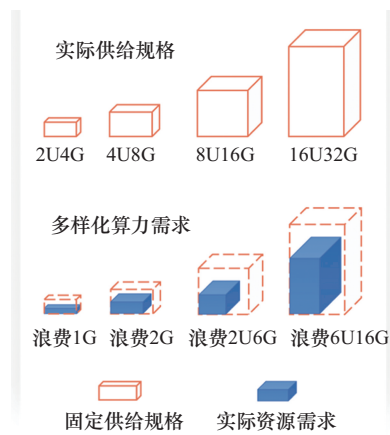 实际供给规格
2U4G 4U8G 8U16G 16U32G
多样化算力需求
浪费1G 浪费2G 浪费2U6G 浪费6U16G
固定供给规格 实际资源需求